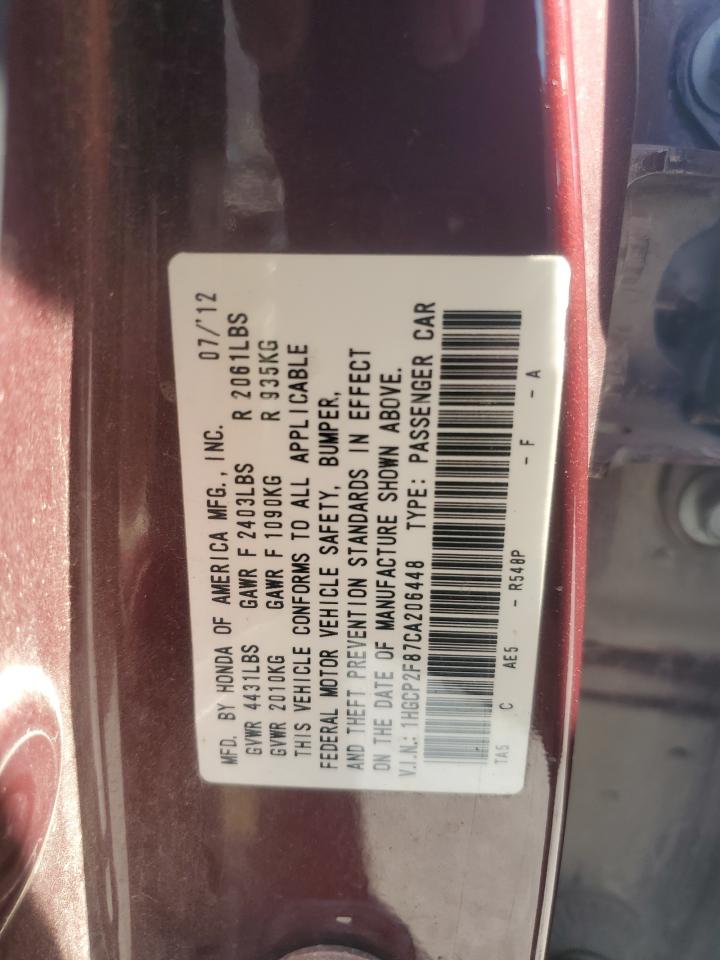 MFD. BY HONDA OF AMERICA MFG., INC. 07/'12
GVWR 4431LBS GAWR F 2403LBS R 2061LBS
GVWR 2010KG GAWR F 1090KG R 935KG
THIS VEHICLE CONFORMS TO ALL APPLICABLE
FEDERAL MOTOR VEHICLE SAFETY, BUMPER,
AND THEFT PREVENTION STANDARDS IN EFFECT
ON THE DATE OF MANUFACTURE SHOWN ABOVE.
V.I.N.: 1HGCP2F87CA206448 TYPE: PASSENGER CAR
TA5 C AE5 - R548P - F - A